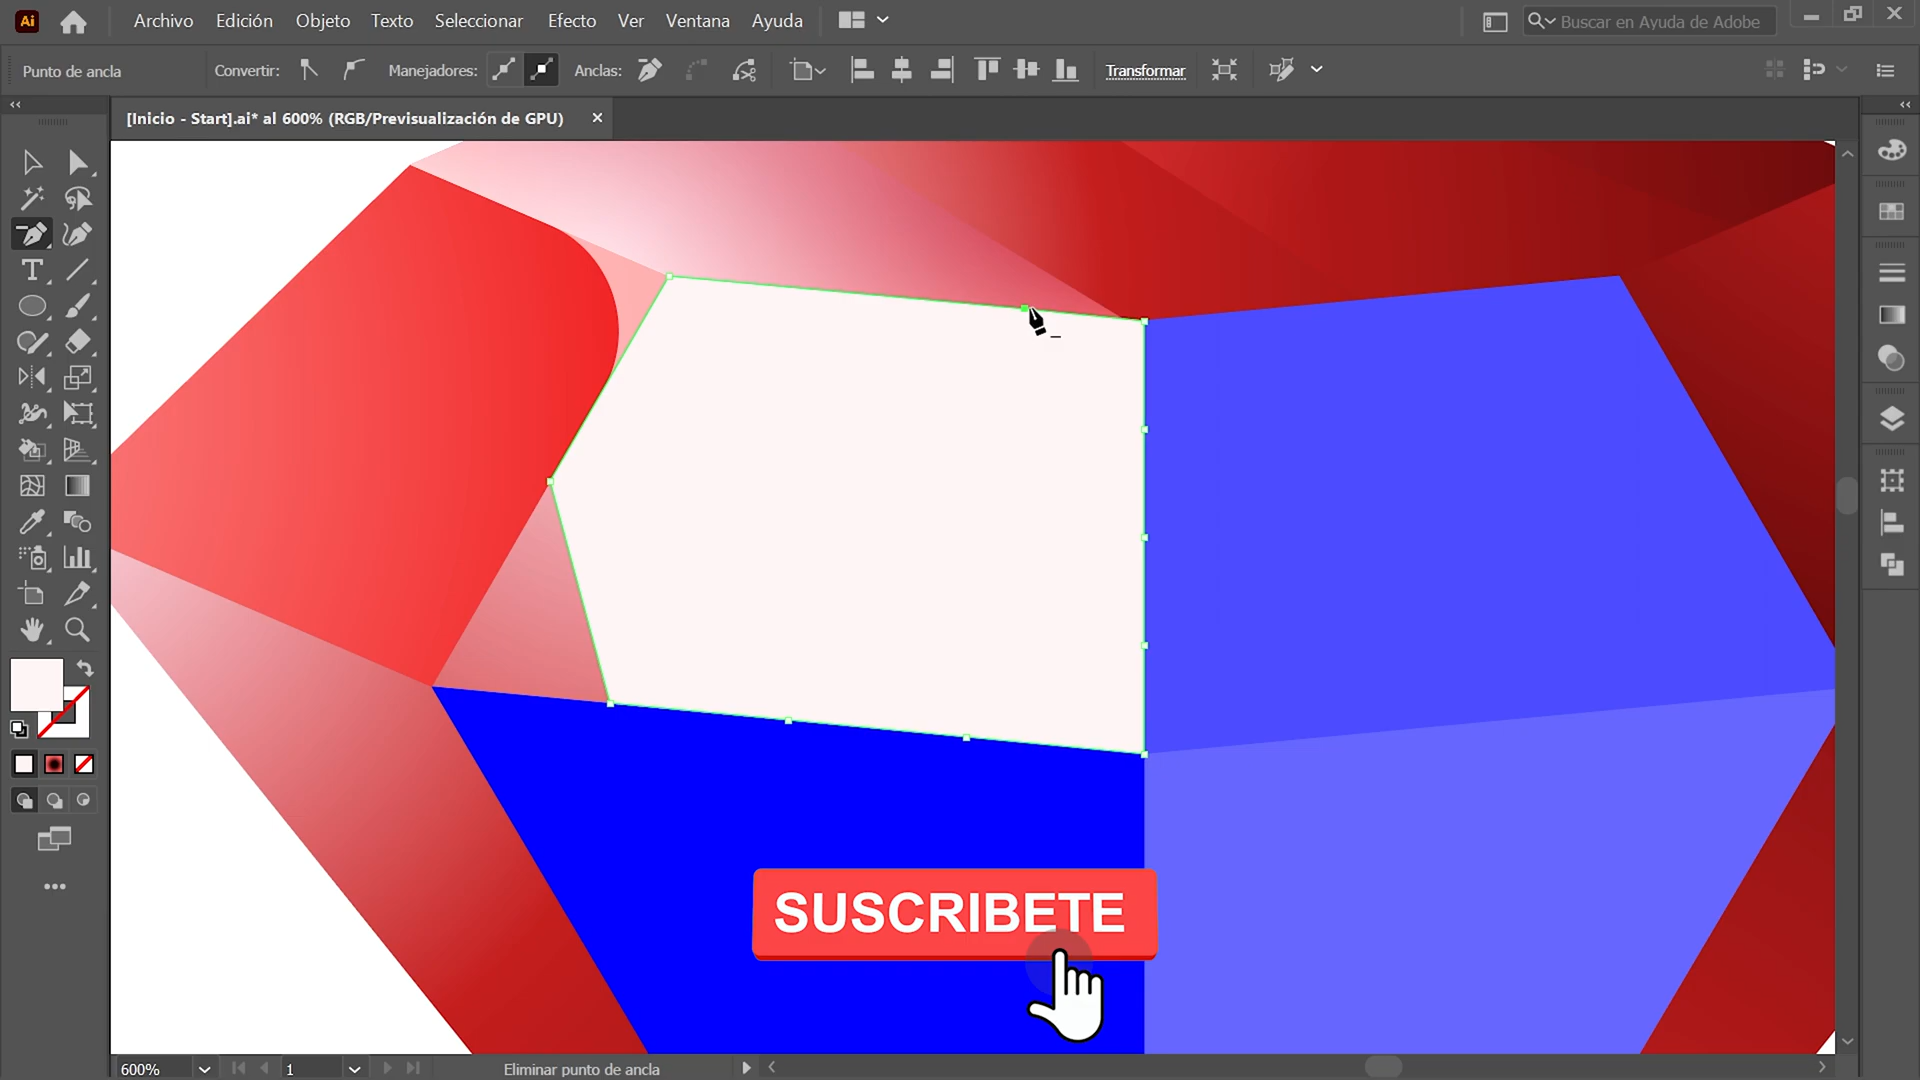 Ai
Archivo Edición Objeto Texto Seleccionar Efecto Ver Ventana Ayuda
Buscar en Ayuda de Adobe
Punto de ancla
Convertir:
Manejadores:
Anclas:
Transformar
[Inicio - Start].ai* al 600% (RGB/Previsualización de GPU)
SUSCRIBETE
600%
1
Eliminar punto de ancla